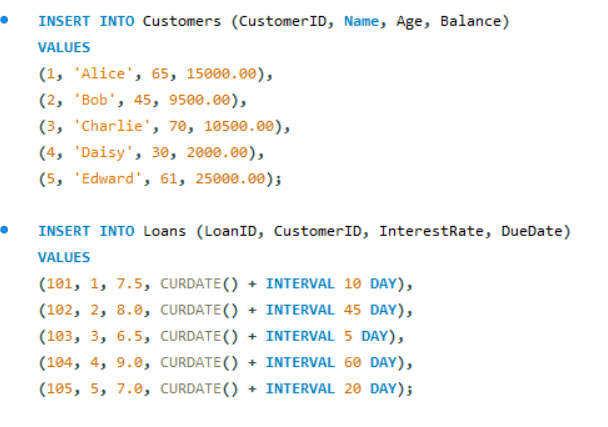 INSERT INTO Customers (CustomerID, Name, Age, Balance)
VALUES
(1, 'Alice', 65, 15000.00),
(2, 'Bob', 45, 9500.00),
(3, 'Charlie', 70, 10500.00),
(4, 'Daisy', 30, 2000.00),
(5, 'Edward', 61, 25000.00);
INSERT INTO Loans (LoanID, CustomerID, InterestRate, DueDate)
VALUES
(101, 1, 7.5, CURDATE() + INTERVAL 10 DAY),
(102, 2, 8.0, CURDATE() + INTERVAL 45 DAY),
(103, 3, 6.5, CURDATE() + INTERVAL 5 DAY),
(104, 4, 9.0, CURDATE() + INTERVAL 60 DAY),
(105, 5, 7.0, CURDATE() + INTERVAL 20 DAY);